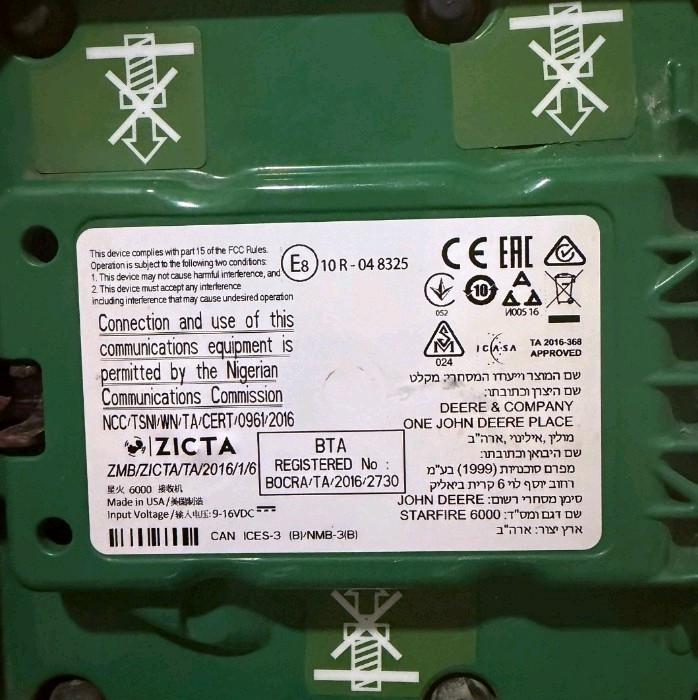 This device complies with part 15 of the FCC Rules.
Operation is subject to the following two conditions:
1. This device may not cause harmful interference, and
2. This device must accept any interference
including interference that may cause undesired operation
E8 10 R - 04 8325
CE EAC
052
10
И005 16
024
ICASA
TA 2016-368
APPROVED
Connection and use of this
communications equipment is
permitted by the Nigerian
Communications Commission
NCC/TSNI/WN/TA/CERT/0961/2016
ZICTA
ZMB/ZICTA/TA/2016/1/6
BTA
REGISTERED No :
BOCRA/TA/2016/2730
星火 6000 接收机
Made in USA/美国制造
Input Voltage/输入电压: 9-16VDC
CAN ICES-3 (B)/NMB-3(B)
שם המוצר וייעודו המסחרי: מקלט
שם היצרן וכתובתו:
DEERE & COMPANY
ONE JOHN DEERE PLACE
מולין, אילינוי, ארה"ב
שם היבואן וכתובתו:
מפרם סוכנויות (1999) בע"מ
רחוב יוסף לוי 6 קרית ביאליק
סימן מסחרי רשום: JOHN DEERE
שם דגם ומס"ד: STARFIRE 6000
ארץ יצור: ארה"ב